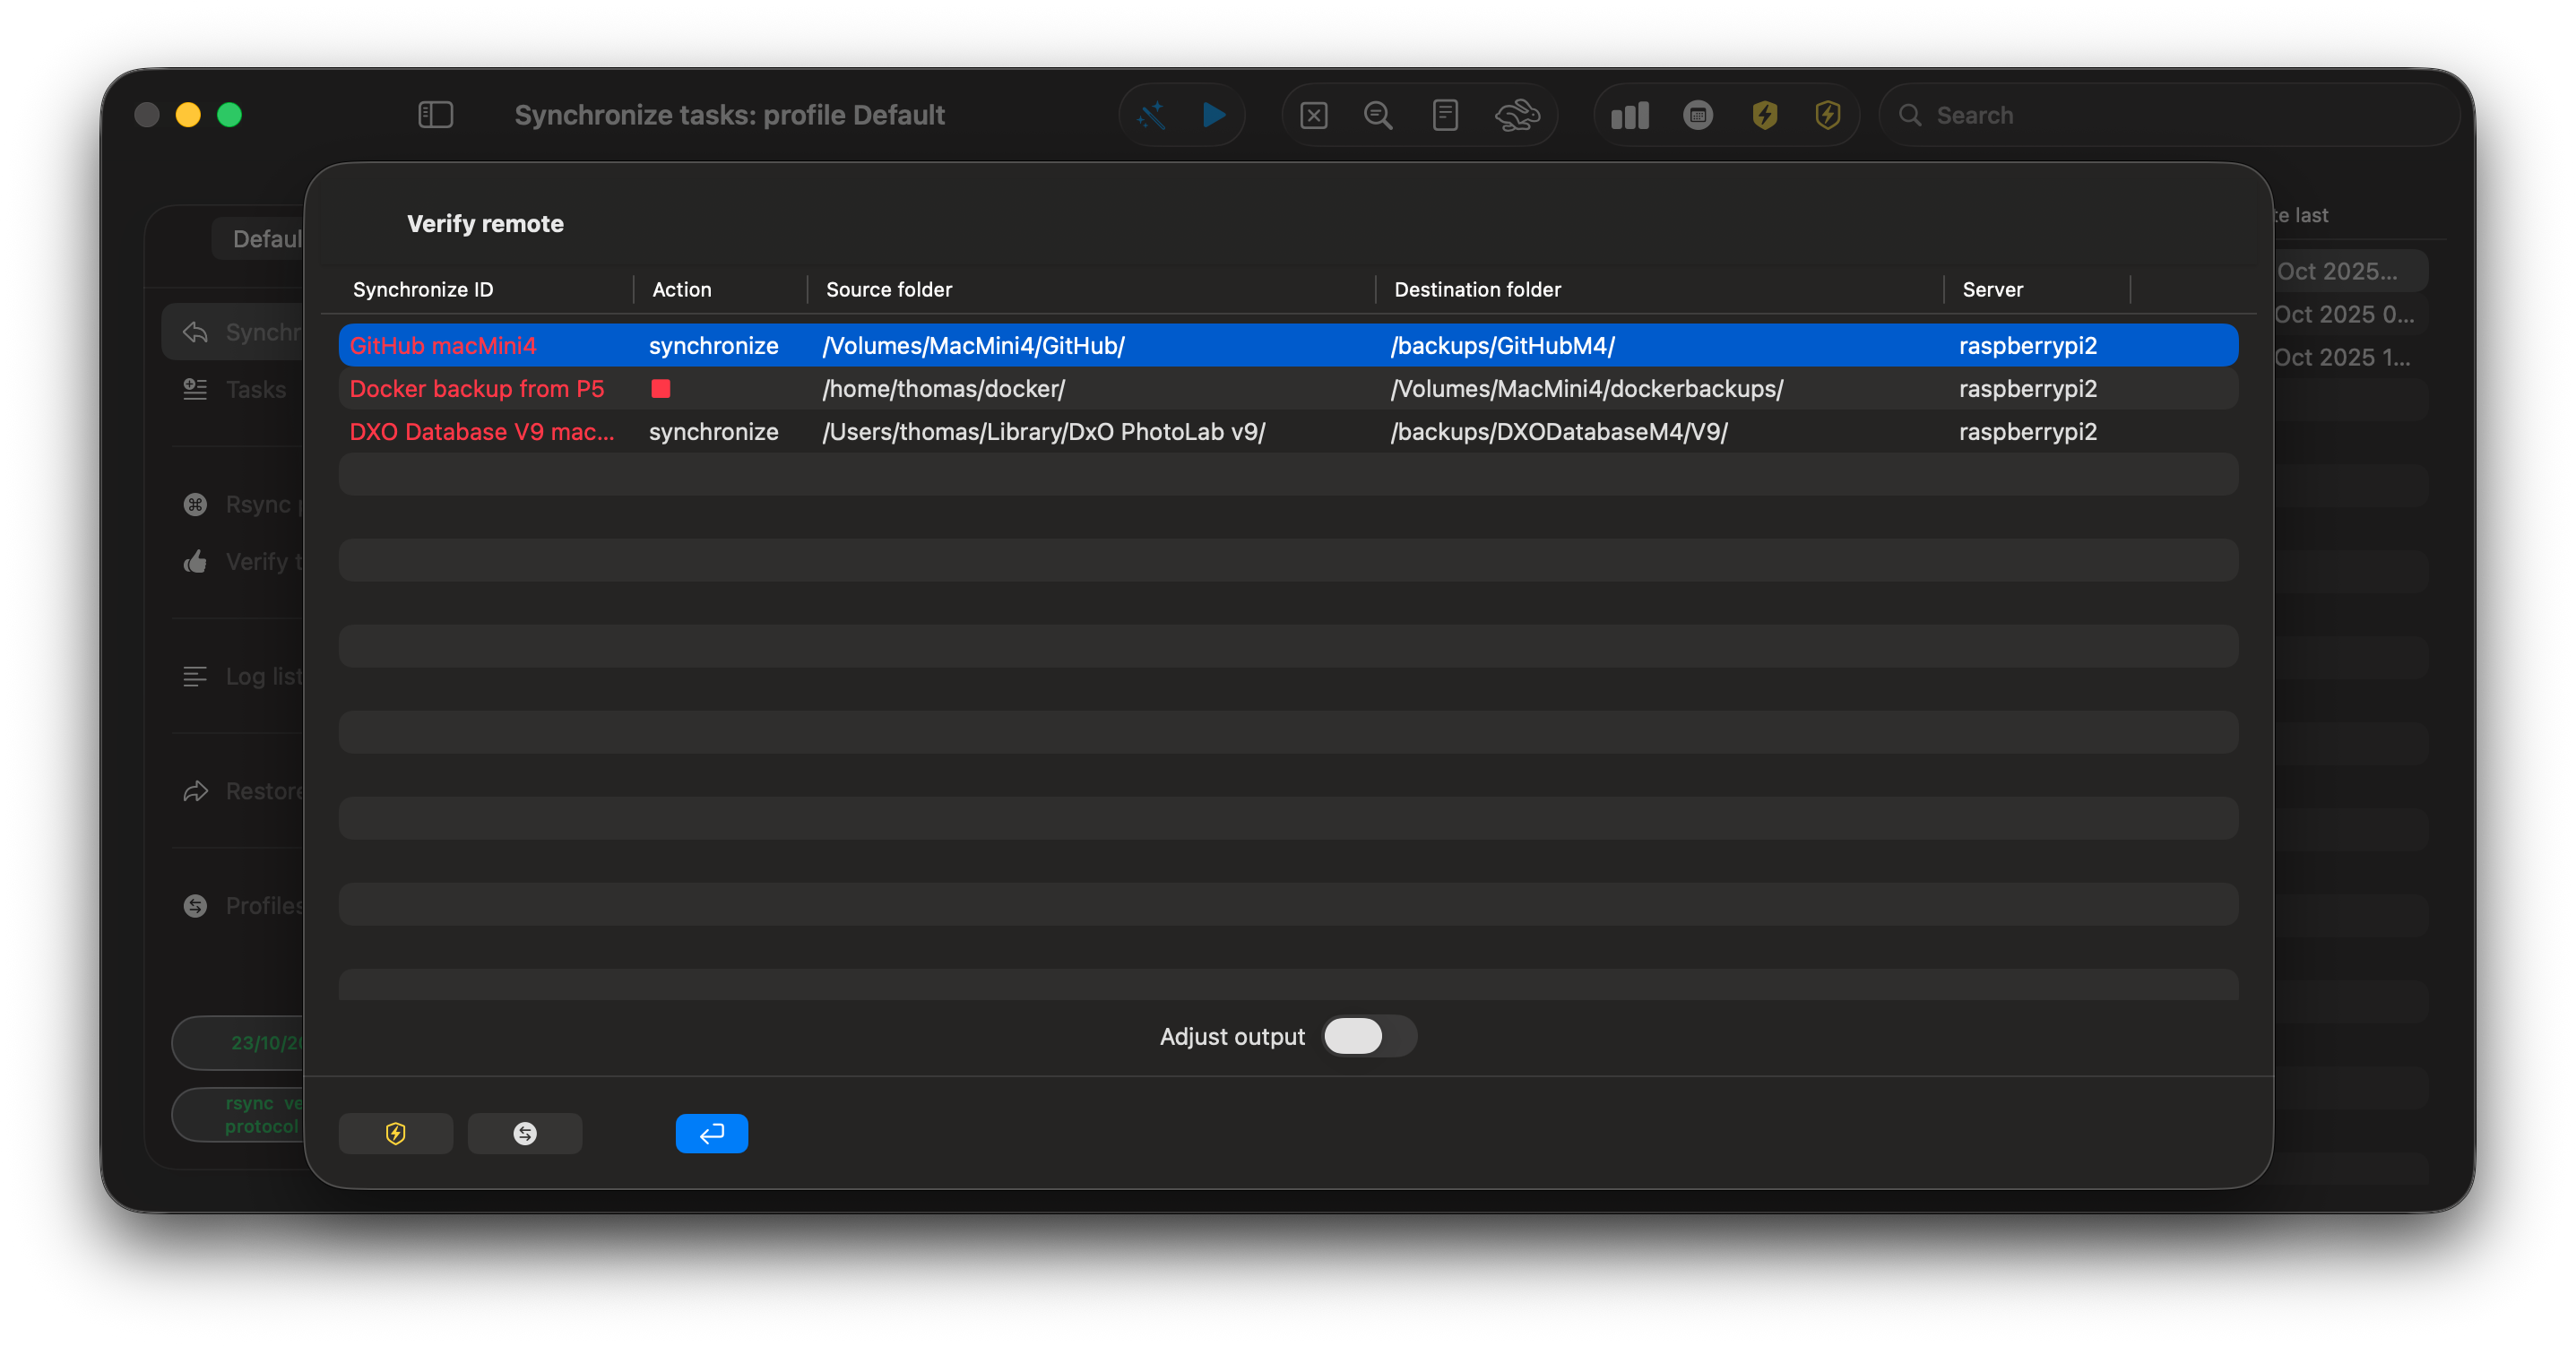 Synchronize tasks: profile Default
Search
Defaul
te last
Verify remote
Synchronize ID Action Source folder Destination folder Server
Oct 2025...
GitHub macMini4 synchronize /Volumes/MacMini4/GitHub/ /backups/GitHubM4/ raspberrypi2
Oct 2025 0...
Docker backup from P5 /home/thomas/docker/ /Volumes/MacMini4/dockerbackups/ raspberrypi2
Oct 2025 1...
DXO Database V9 mac... synchronize /Users/thomas/Library/DxO PhotoLab v9/ /backups/DXODatabaseM4/V9/ raspberrypi2
Synchr
Tasks
Rsync p
Verify t
Log list
Restore
Profiles
23/10/20
rsync ve
protocol
Adjust output